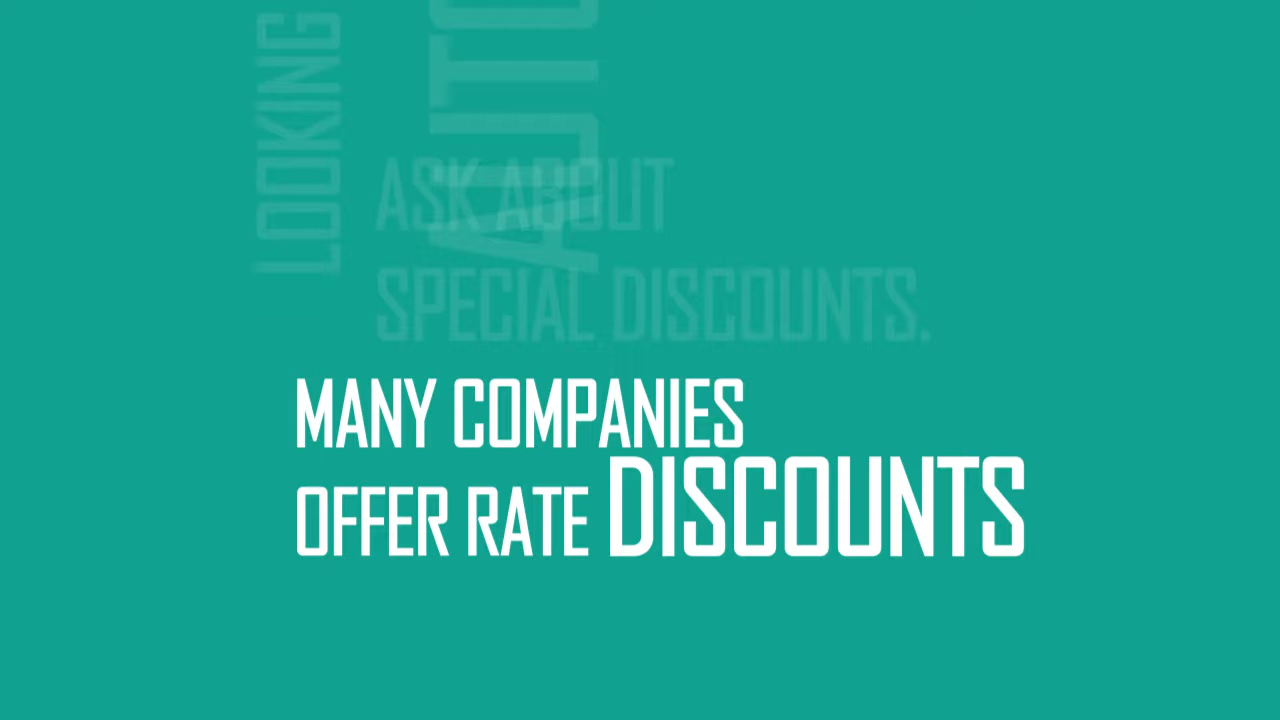 LOOKING
AUTO
ASK ABOUT
SPECIAL DISCOUNTS.
MANY COMPANIES
OFFER RATE DISCOUNTS